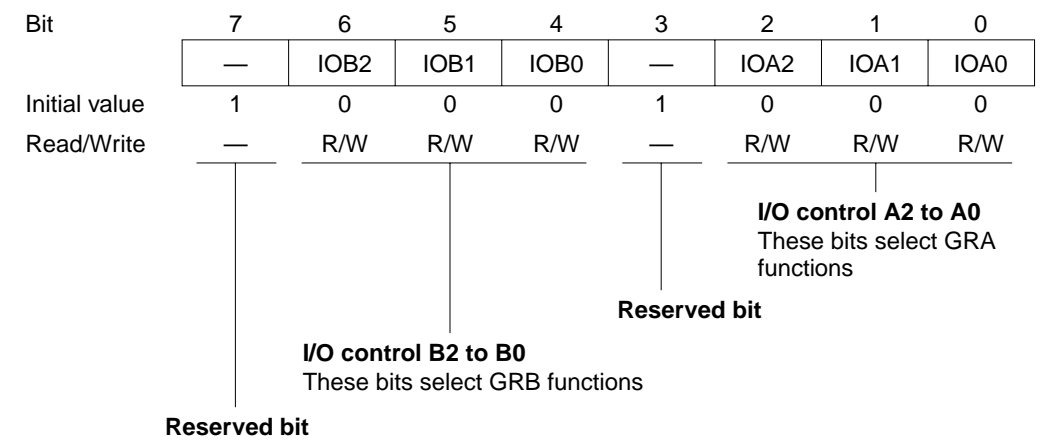 Bit 7 6 5 4 3 2 1 0
— IOB2 IOB1 IOB0 — IOA2 IOA1 IOA0
Initial value 1 0 0 0 1 0 0 0
Read/Write — R/W R/W R/W — R/W R/W R/W
I/O control A2 to A0
These bits select GRA
functions
Reserved bit
I/O control B2 to B0
These bits select GRB functions
Reserved bit